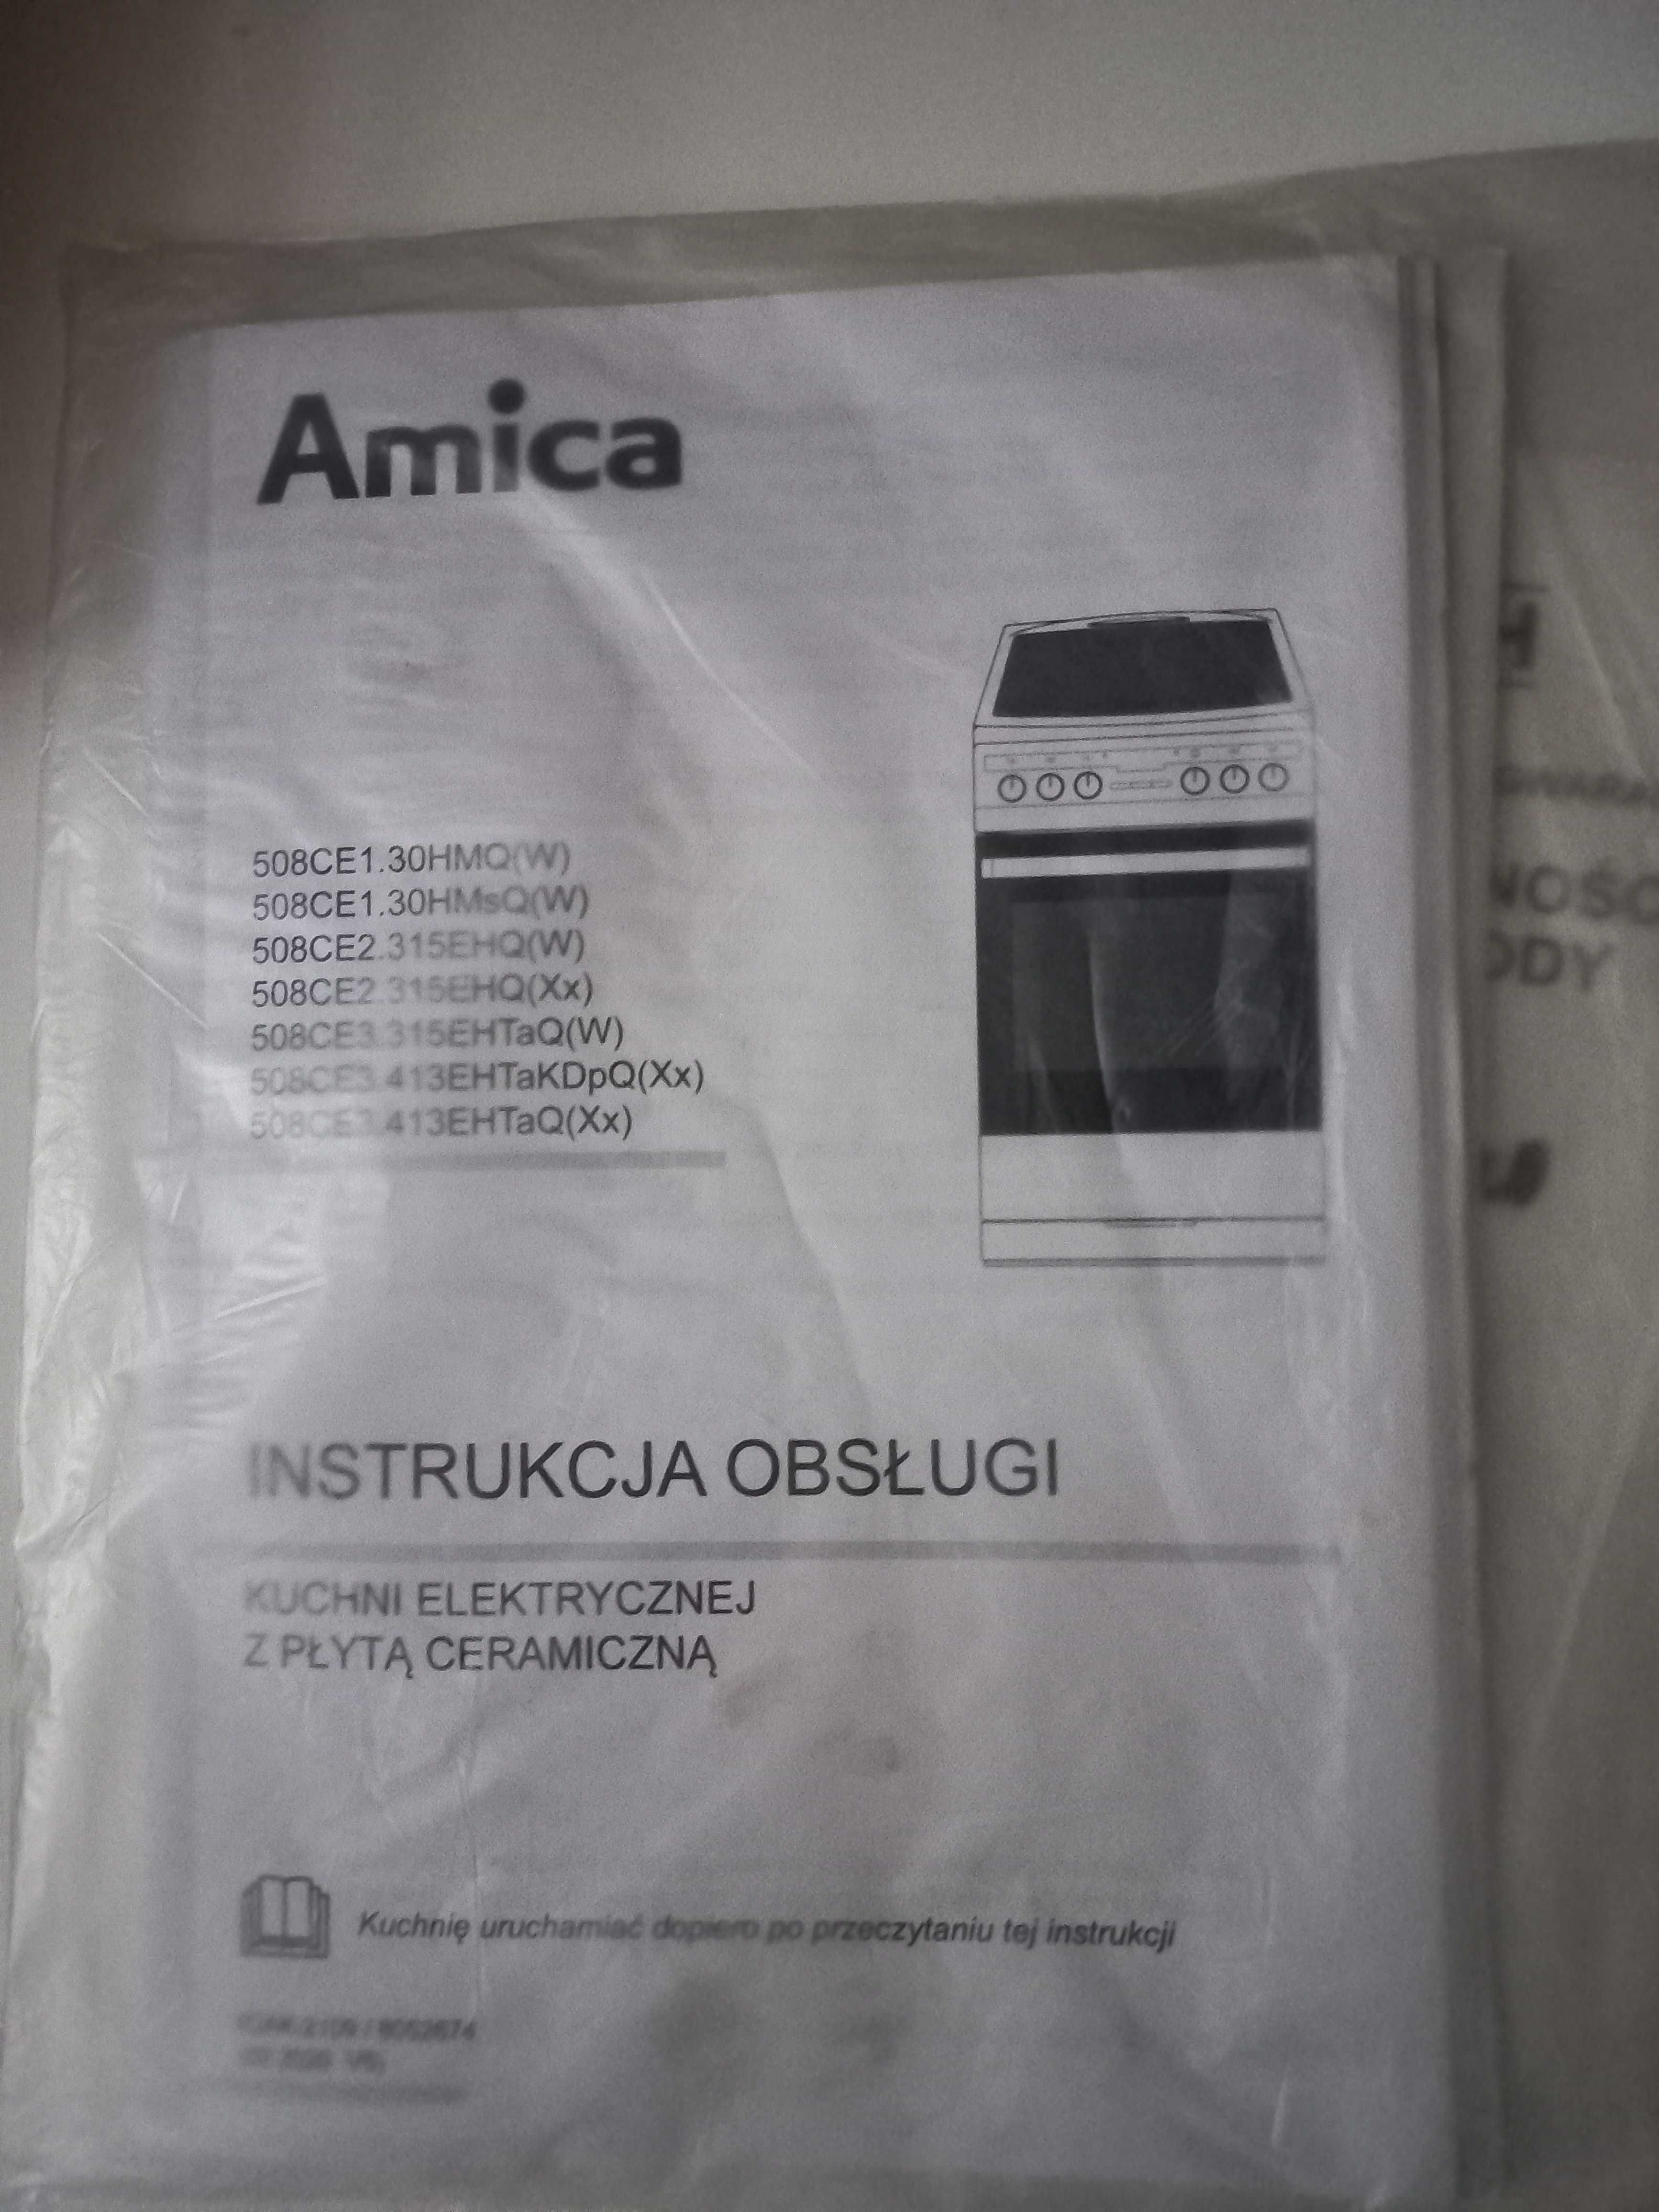 Amica
508CE1.30HMQ(W)
508CE1.30HMsQ(W)
508CE2.315EHQ(W)
508CE2.315EHQ(Xx)
508CE3.315EHTaQ(W)
508CE3.413EHTaKDpQ(Xx)
508CE3.413EHTaQ(Xx)
INSTRUKCJA OBSŁUGI
KUCHNI ELEKTRYCZNEJ
Z PŁYTĄ CERAMICZNĄ
Kuchnię uruchamiać dopiero po przeczytaniu tej instrukcji